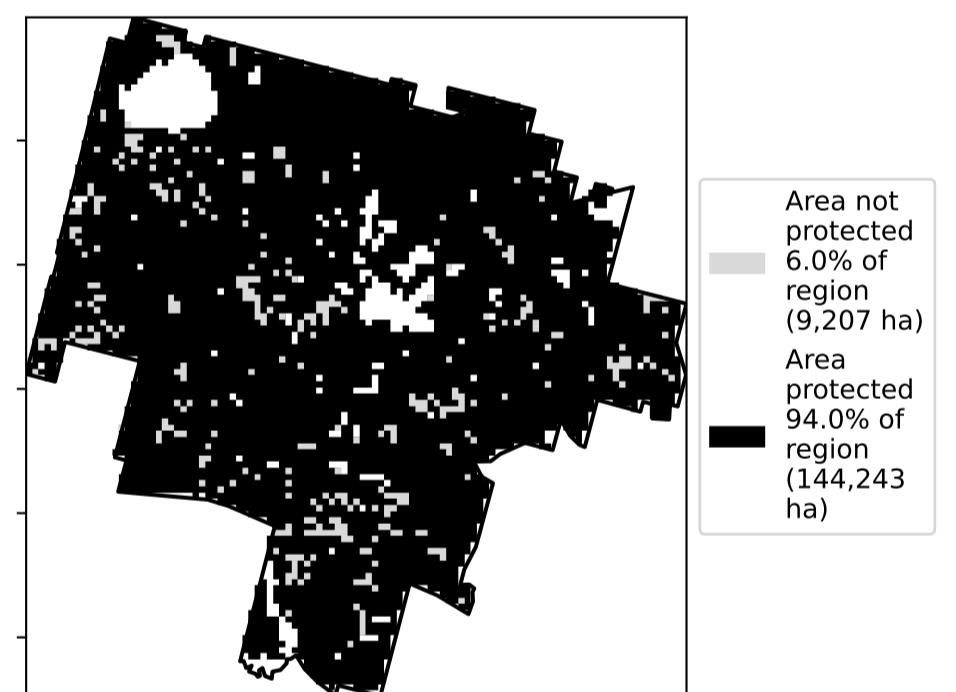 Area not
protected
6.0% of
region
(9,207 ha)
Area
protected
94.0% of
region
(144,243
ha)